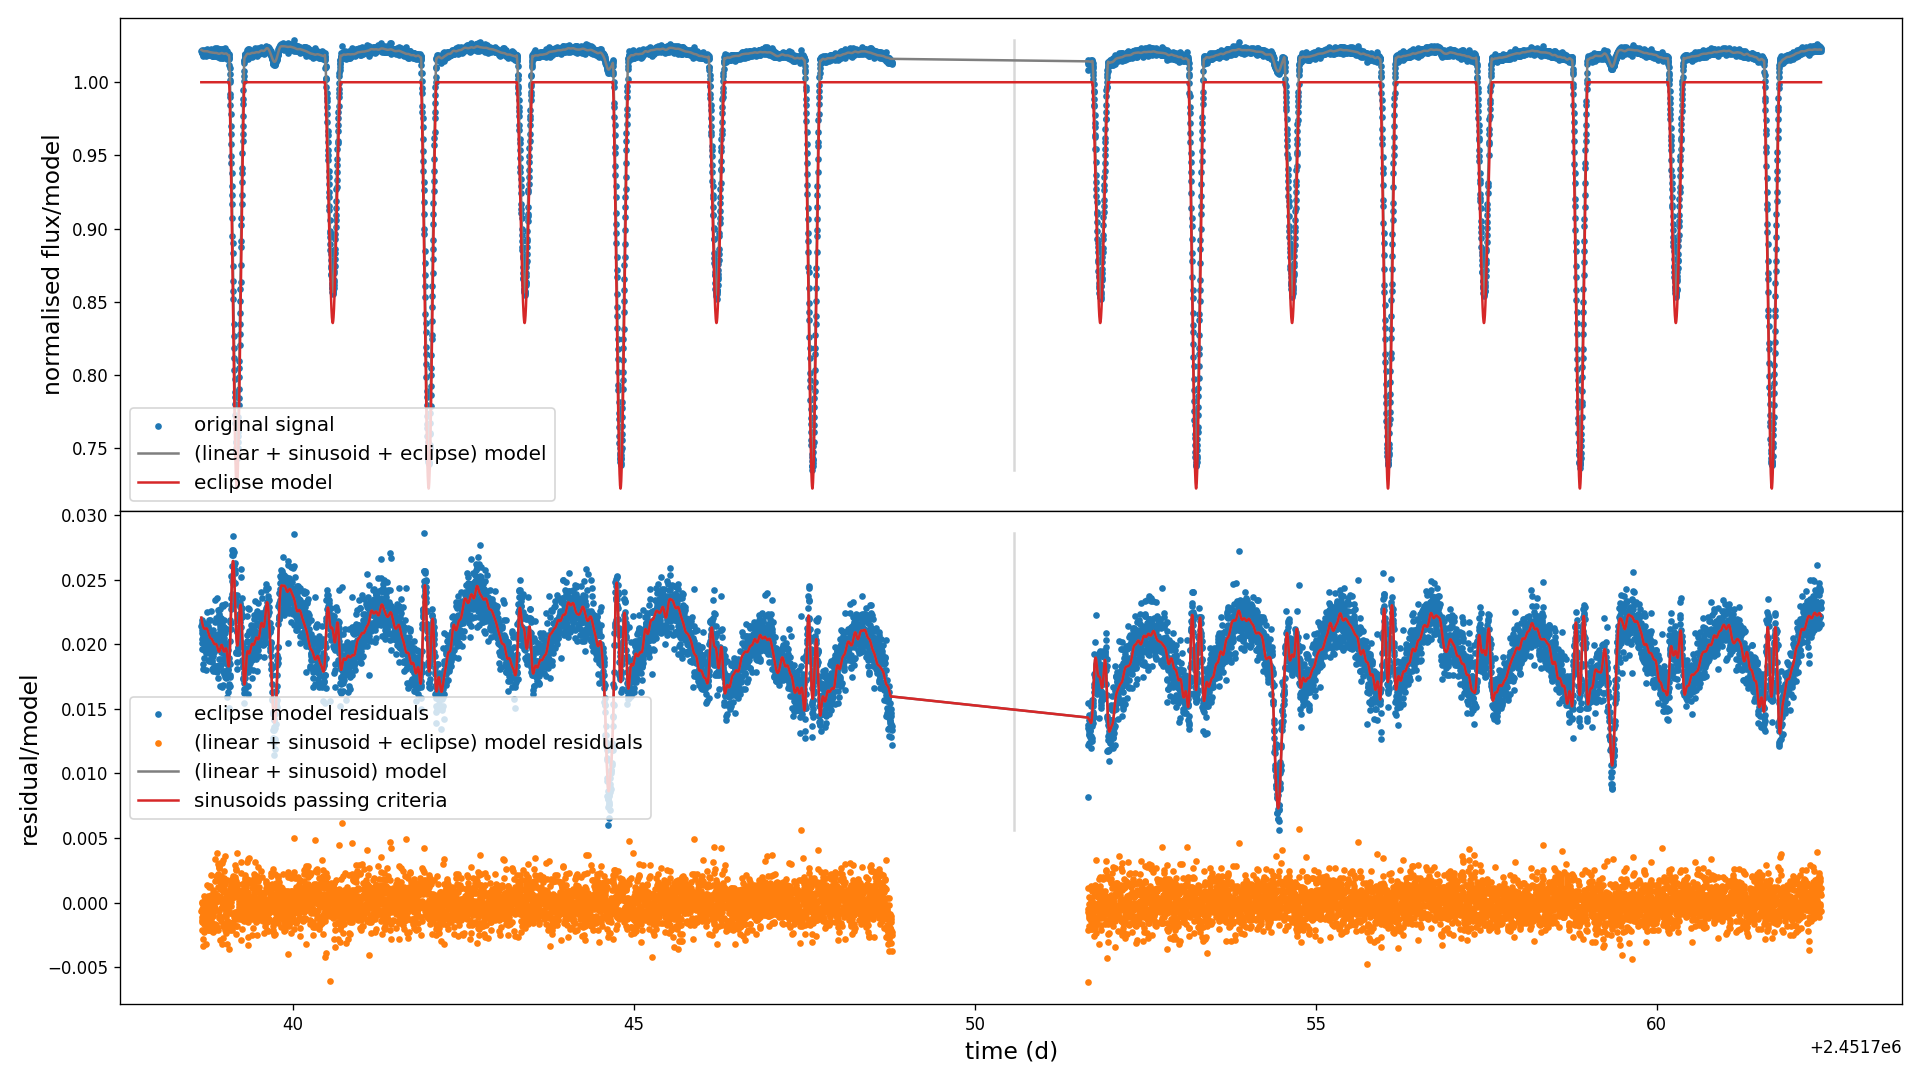 normalised flux/model
1.00
0.95
0.90
0.85
0.80
0.75
original signal
(linear + sinusoid + eclipse) model
eclipse model
residual/model
0.030
0.025
0.020
0.015
0.010
0.005
0.000
−0.005
eclipse model residuals
(linear + sinusoid + eclipse) model residuals
(linear + sinusoid) model
sinusoids passing criteria
40
45
50
55
60
time (d)
+2.4517e6